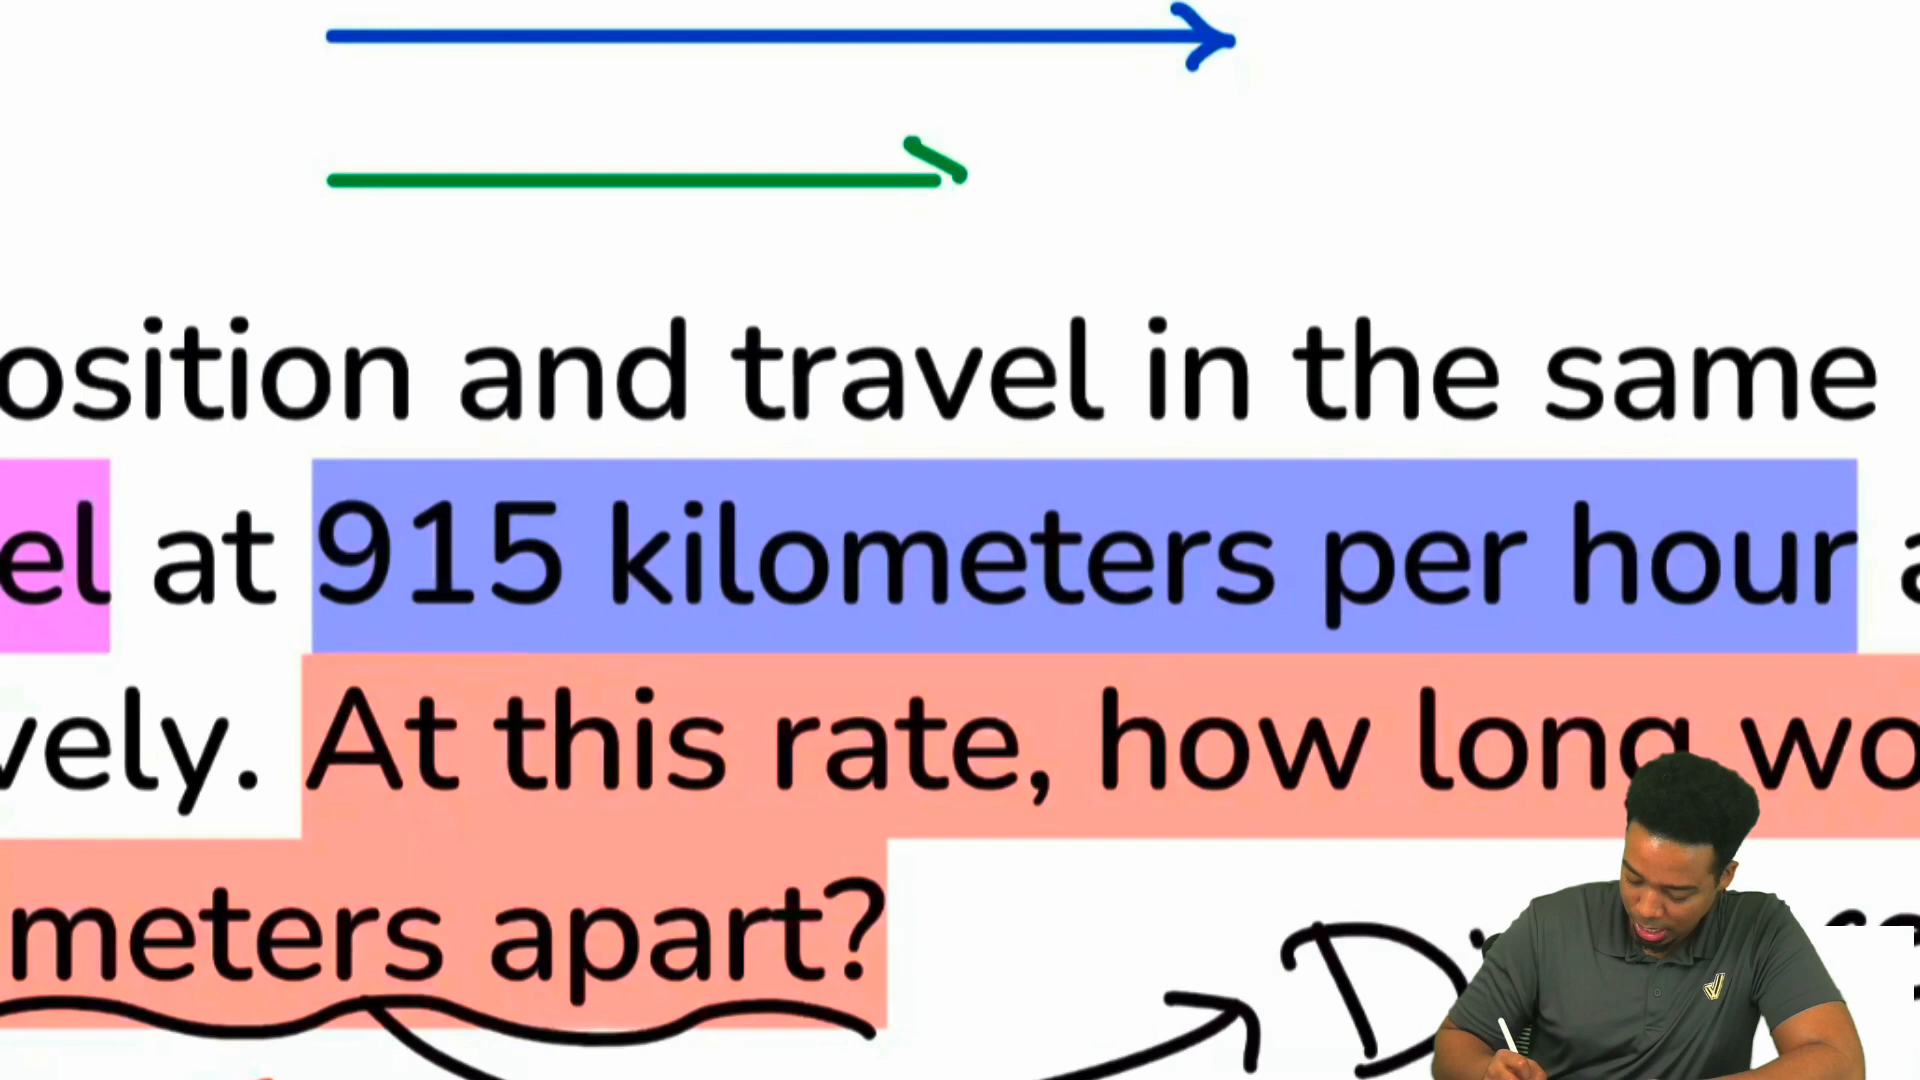 osition and travel in the same
el at 915 kilometers per hour
vely. At this rate, how long wo
meters apart?